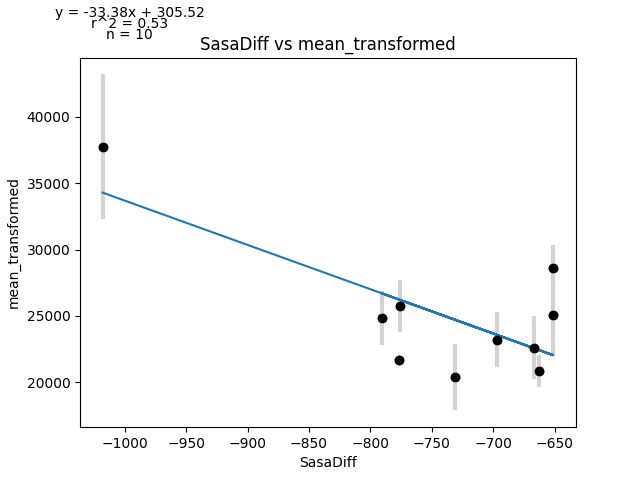 y = -33.38x + 305.52
r^2 = 0.53
n = 10
SasaDiff vs mean_transformed
mean_transformed
40000
35000
30000
25000
20000
−1000 −950 −900 −850 −800 −750 −700 −650
SasaDiff